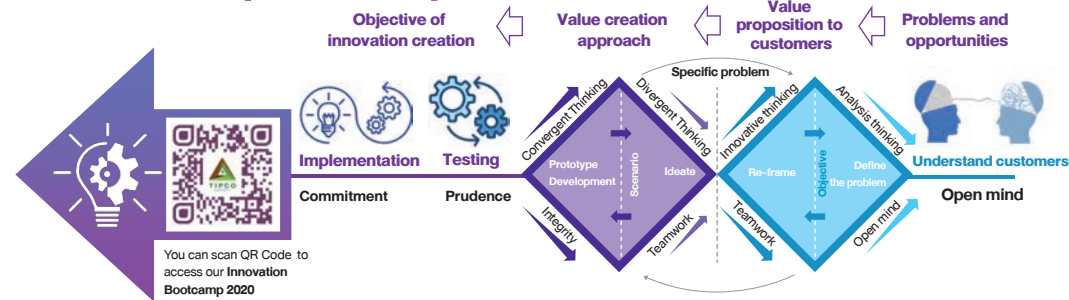 Objective of
innovation creation
Value creation
approach
Value
proposition to
customers
Problems and
opportunities
Specific problem
Convergent Thinking
Divergent Thinking
Innovative thinking
Analysis thinking
Implementation
Testing
Prototype
Development
Scenario
Ideate
Re-frame
Objective
Define
the problem
Understand customers
Commitment
Prudence
Open mind
Integrity
Teamwork
Teamwork
Open mind
TIPCO
You can scan QR Code to
access our Innovation
Bootcamp 2020